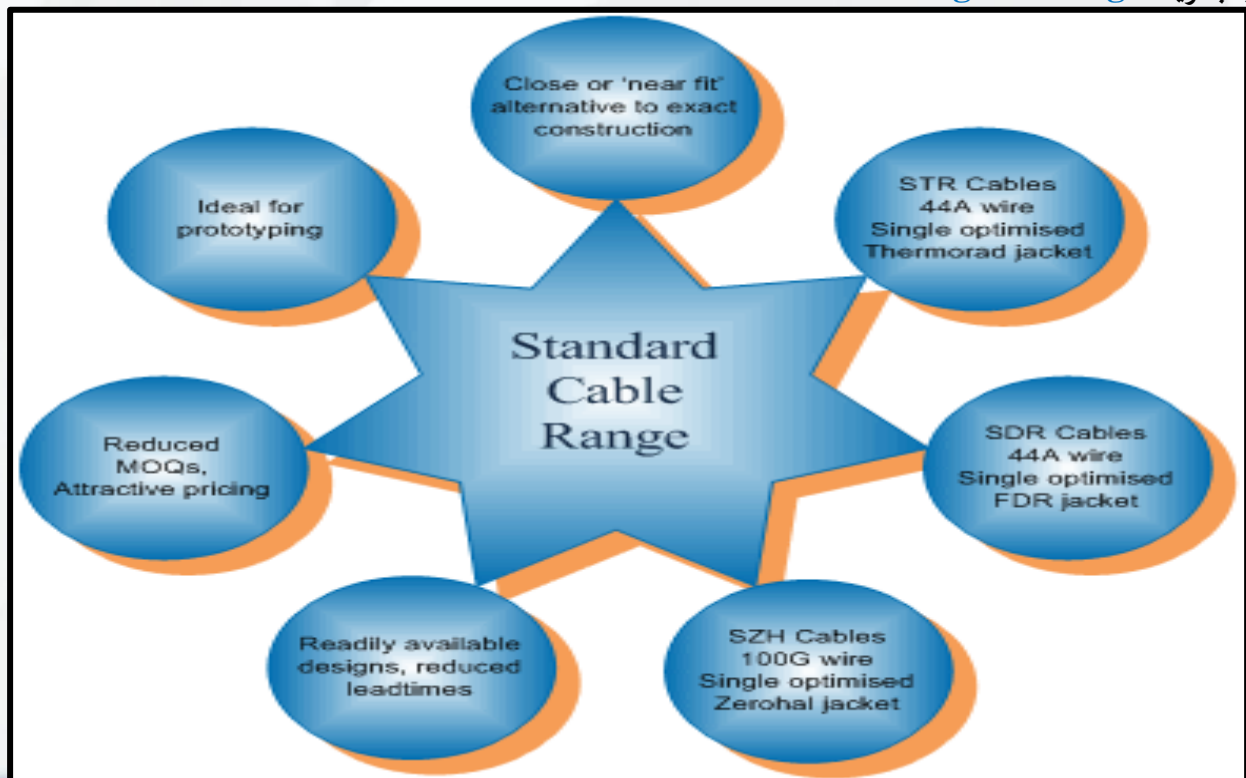 Close or ‘near fit’
alternative to exact
construction
STR Cables
44A wire
Single optimised
Thermorad jacket
SDR Cables
44A wire
Single optimised
FDR jacket
SZH Cables
100G wire
Single optimised
Zerohal jacket
Readily available
designs, reduced
leadtimes
Reduced
MOQs,
Attractive pricing
Ideal for
prototyping
Standard
Cable
Range